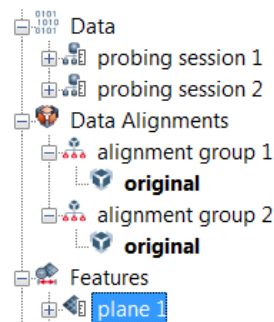 Data
probing session 1
probing session 2
Data Alignments
alignment group 1
original
alignment group 2
original
Features
plane 1